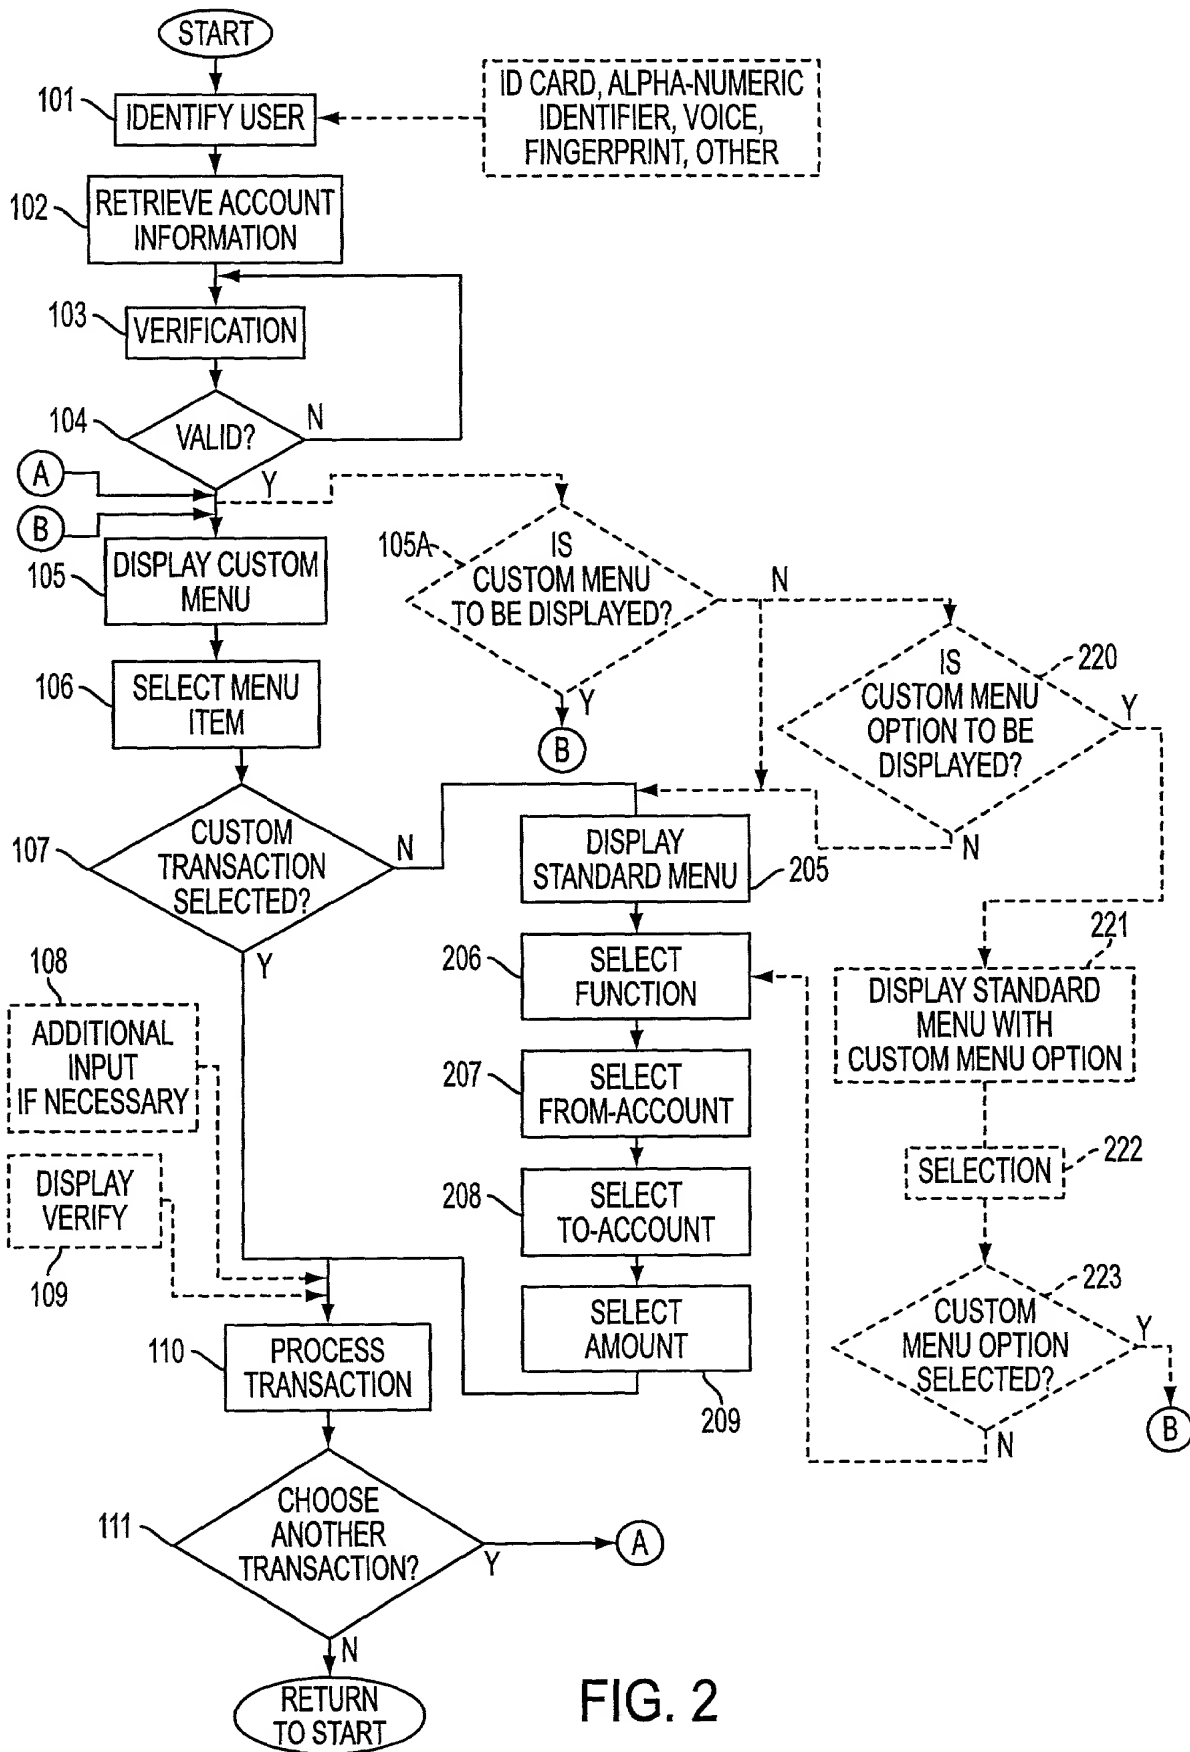 START
101
IDENTIFY USER
ID CARD, ALPHA-NUMERIC
IDENTIFIER, VOICE,
FINGERPRINT, OTHER
102
RETRIEVE ACCOUNT
INFORMATION
103
VERIFICATION
104
VALID?
N
Y
A
B
105
DISPLAY CUSTOM
MENU
105A
IS
CUSTOM MENU
TO BE DISPLAYED?
N
Y
B
220
IS
CUSTOM MENU
OPTION TO BE
DISPLAYED?
Y
N
106
SELECT MENU
ITEM
107
CUSTOM
TRANSACTION
SELECTED?
N
Y
DISPLAY
STANDARD MENU
205
206
SELECT
FUNCTION
207
SELECT
FROM-ACCOUNT
208
SELECT
TO-ACCOUNT
SELECT
AMOUNT
209
221
DISPLAY STANDARD
MENU WITH
CUSTOM MENU OPTION
SELECTION
222
223
CUSTOM
MENU OPTION
SELECTED?
Y
N
B
108
ADDITIONAL
INPUT
IF NECESSARY
DISPLAY
VERIFY
109
110
PROCESS
TRANSACTION
111
CHOOSE
ANOTHER
TRANSACTION?
Y
A
N
RETURN
TO START
FIG. 2